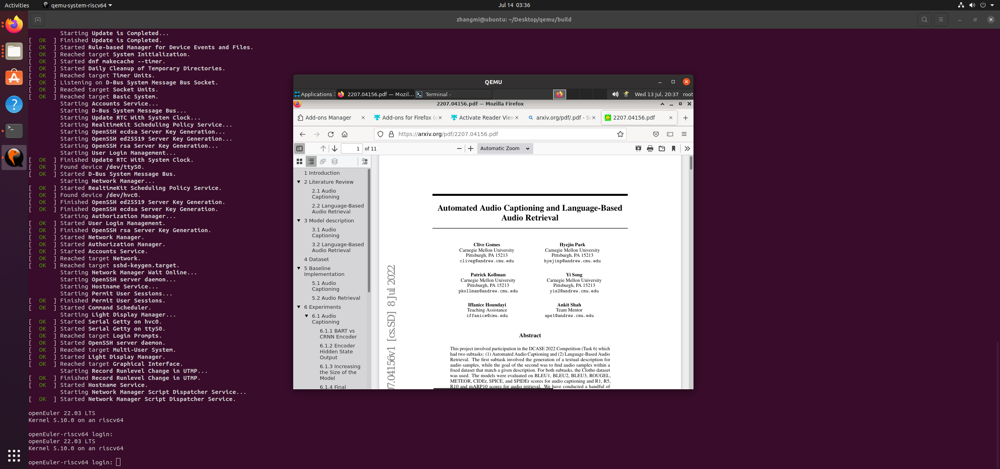 Activities
qemu-system-riscv64
Jul 14 03:36
zhangmi@ubuntu: ~/Desktop/qemu/build
Starting Update is Completed...
[ OK ] Finished Update is Completed.
[ OK ] Started Rule-based Manager for Device Events and Files.
[ OK ] Reached target System Initialization.
[ OK ] Started dnf makecache --timer.
[ OK ] Started Daily Cleanup of Temporary Directories.
[ OK ] Reached target Timer Units.
[ OK ] Listening on D-Bus System Message Bus Socket.
[ OK ] Reached target Socket Units.
[ OK ] Reached target Basic System.
Starting Accounts Service...
Starting D-Bus System Message Bus...
Starting Update RTC With System Clock...
Starting RealtimeKit Scheduling Policy Service...
Starting OpenSSH ecdsa Server Key Generation...
Starting OpenSSH ed25519 Server Key Generation...
Starting OpenSSH rsa Server Key Generation...
Starting User Login Management...
[ OK ] Finished Update RTC With System Clock.
[ OK ] Found device /dev/ttyS0.
[ OK ] Started D-Bus System Message Bus.
Starting Network Manager...
[ OK ] Started RealtimeKit Scheduling Policy Service.
[ OK ] Found device /dev/hvc0.
[ OK ] Finished OpenSSH ed25519 Server Key Generation.
[ OK ] Finished OpenSSH ecdsa Server Key Generation.
Starting Authorization Manager...
[ OK ] Started User Login Management.
[ OK ] Finished OpenSSH rsa Server Key Generation.
[ OK ] Started Network Manager.
[ OK ] Started Authorization Manager.
[ OK ] Started Accounts Service.
[ OK ] Reached target Network.
[ OK ] Reached target sshd-keygen.target.
Starting Network Manager Wait Online...
Starting OpenSSH server daemon...
Starting Hostname Service...
Starting Permit User Sessions...
[ OK ] Finished Permit User Sessions.
[ OK ] Started Command Scheduler.
Starting Light Display Manager...
[ OK ] Started Serial Getty on hvc0.
[ OK ] Started Serial Getty on ttyS0.
[ OK ] Reached target Login Prompts.
[ OK ] Started OpenSSH server daemon.
[ OK ] Reached target Multi-User System.
[ OK ] Started Light Display Manager.
[ OK ] Reached target Graphical Interface.
Starting Record Runlevel Change in UTMP...
[ OK ] Finished Record Runlevel Change in UTMP.
[ OK ] Started Hostname Service.
Starting Network Manager Script Dispatcher Service...
[ OK ] Started Network Manager Script Dispatcher Service.
openEuler 22.03 LTS
Kernel 5.10.0 on an riscv64
openEuler-riscv64 login:
openEuler 22.03 LTS
Kernel 5.10.0 on an riscv64
openEuler-riscv64 login:
QEMU
Applications
2207.04156.pdf — Mozil...
Terminal -
Wed 13 Jul, 20:37
root
2207.04156.pdf — Mozilla Firefox
Add-ons Manager
Add-ons for Firefox (e
Activate Reader View
arxiv.org/pdf/.pdf - Se
2207.04156.pdf
https://arxiv.org/pdf/2207.04156.pdf
1 of 11
Automatic Zoom
1 Introduction
2 Literature Review
2.1 Audio
Captioning
2.2 Language-Based
Audio Retrieval
3 Model description
3.1 Audio
Captioning
3.2 Language-Based
Audio Retrieval
4 Dataset
5 Baseline
Implementation
5.1 Audio
Captioning
5.2 Audio Retrieval
6 Experiments
6.1 Audio
Captioning
6.1.1 BART vs
CRNN Encoder
6.1.2 Encoder
Hidden State
Output
6.1.3 Increasing
the Size of the
Model
6.1.4 Final
07.04156v1 [cs.SD] 8 Jul 2022
Automated Audio Captioning and Language-Based
Audio Retrieval
Clive Gomes
Carnegie Mellon University
Pittsburgh, PA 15213
cliveg@andrew.cmu.edu
Hyejin Park
Carnegie Mellon University
Pittsburgh, PA 15213
hyejinp@andrew.cmu.edu
Patrick Kollman
Carnegie Mellon University
Pittsburgh, PA 15213
pkollman@andrew.cmu.edu
Yi Song
Carnegie Mellon University
Pittsburgh, PA 15213
yis2@andrew.cmu.edu
Iffanice Houndayi
Teaching Assistance
iffanice@cmu.edu
Ankit Shah
Team Mentor
aps1@andrew.cmu.edu
Abstract
This project involved participation in the DCASE 2022 Competition (Task 6) which
had two subtasks: (1) Automated Audio Captioning and (2) Language-Based Audio
Retrieval. The first subtask involved the generation of a textual description for
audio samples, while the goal of the second was to find audio samples within a
fixed dataset that match a given description. For both subtasks, the Clotho dataset
was used. The models were evaluated on BLEU1, BLEU2, BLEU3, ROUGEL,
METEOR, CIDEr, SPICE, and SPIDEr scores for audio captioning and R1, R5,
R10 and mARP10 scores for audio retrieval. We have conducted a handful of